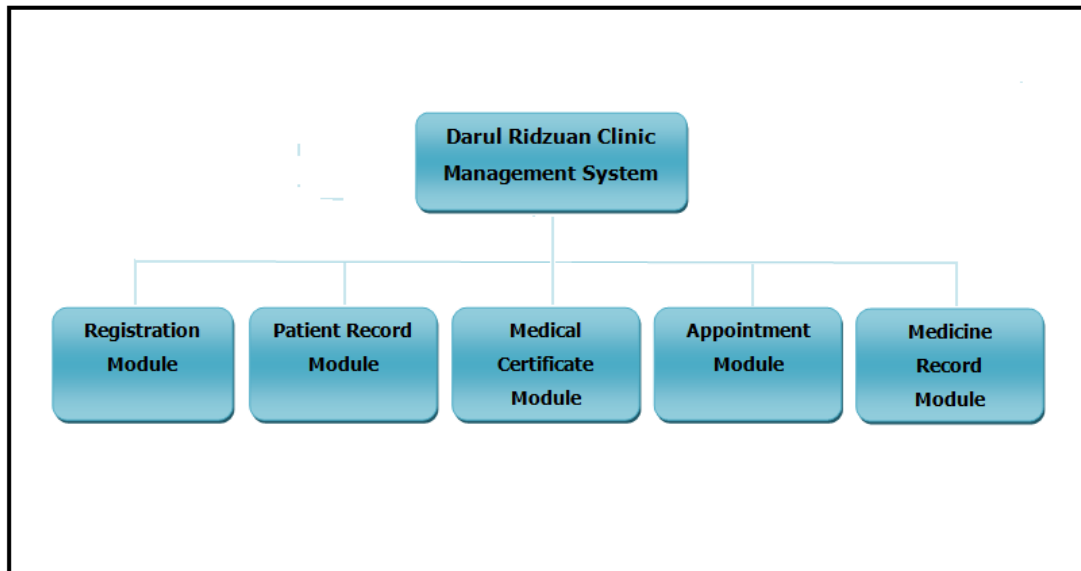 Darul Ridzuan Clinic
Management System
Registration
Module
Patient Record
Module
Medical
Certificate
Module
Appointment
Module
Medicine
Record
Module